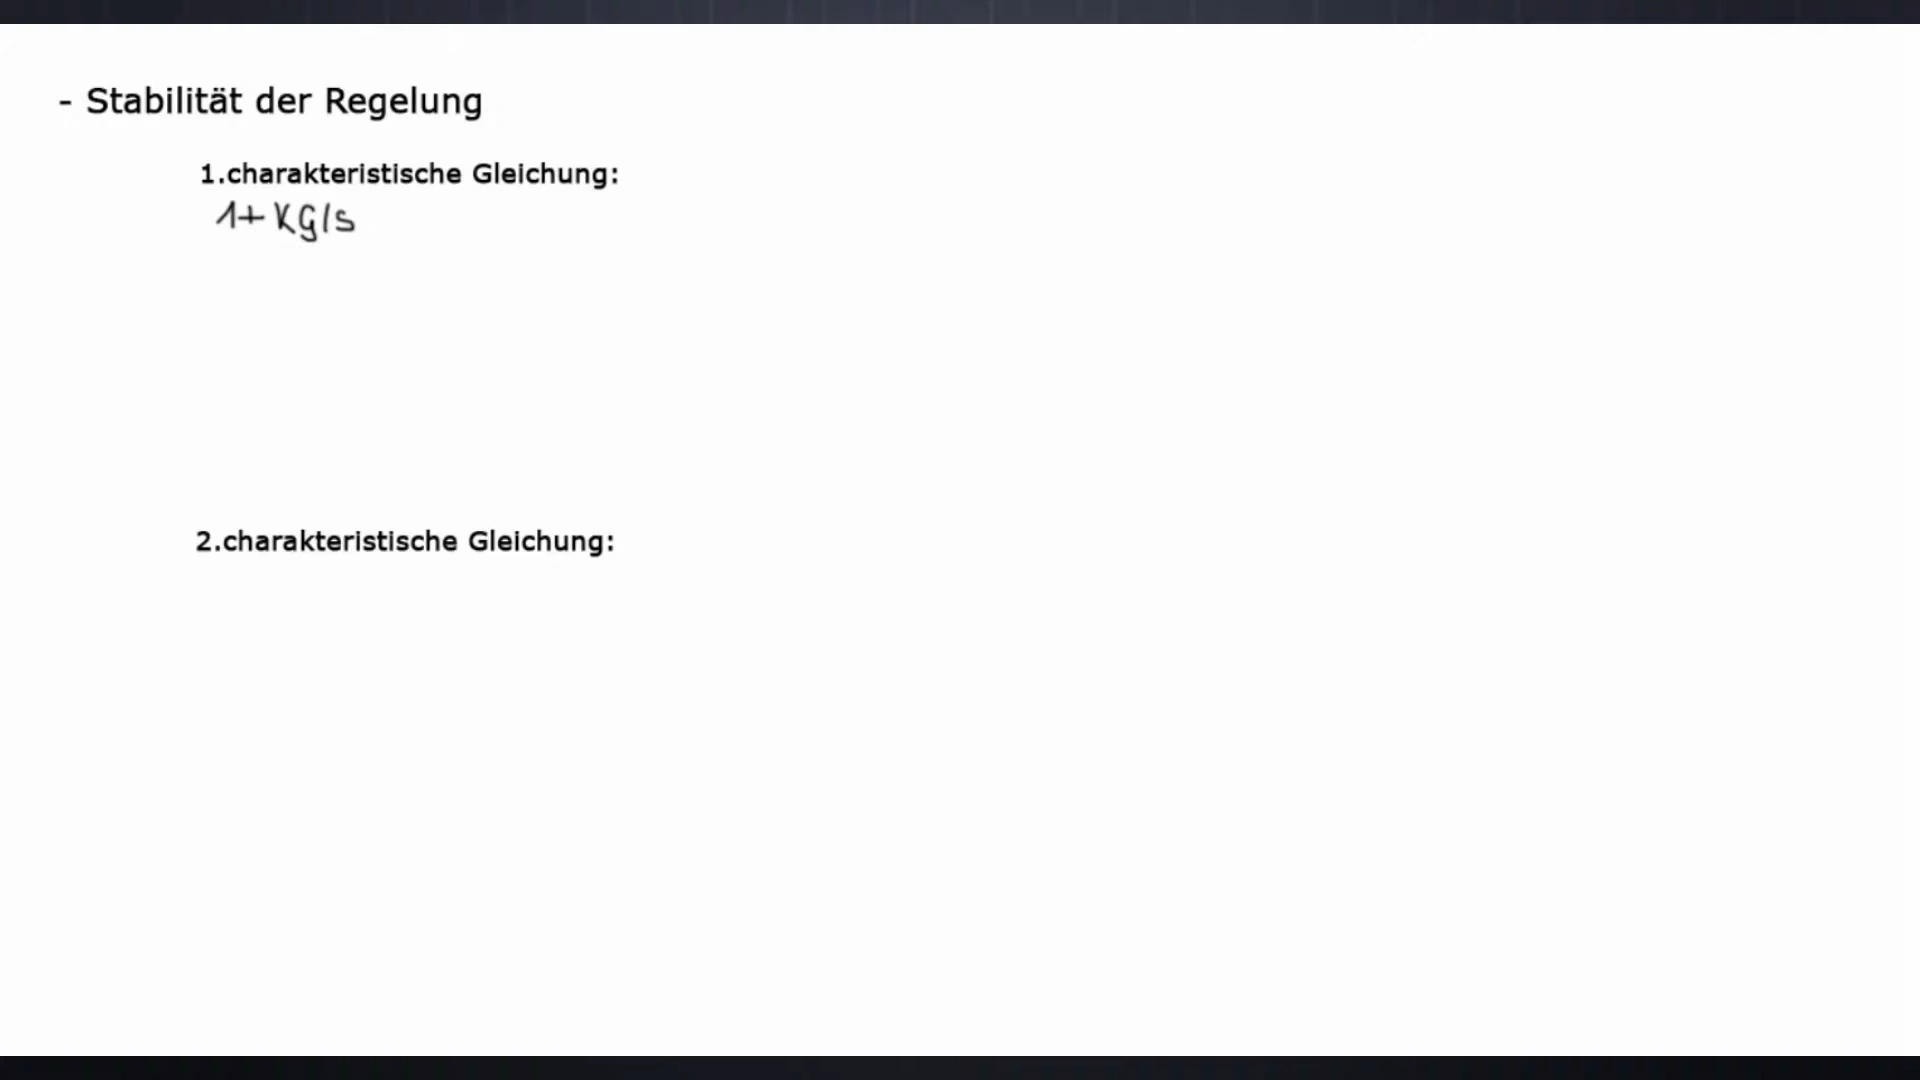 - Stabilität der Regelung
1.charakteristische Gleichung:
1+KG(s
2.charakteristische Gleichung: